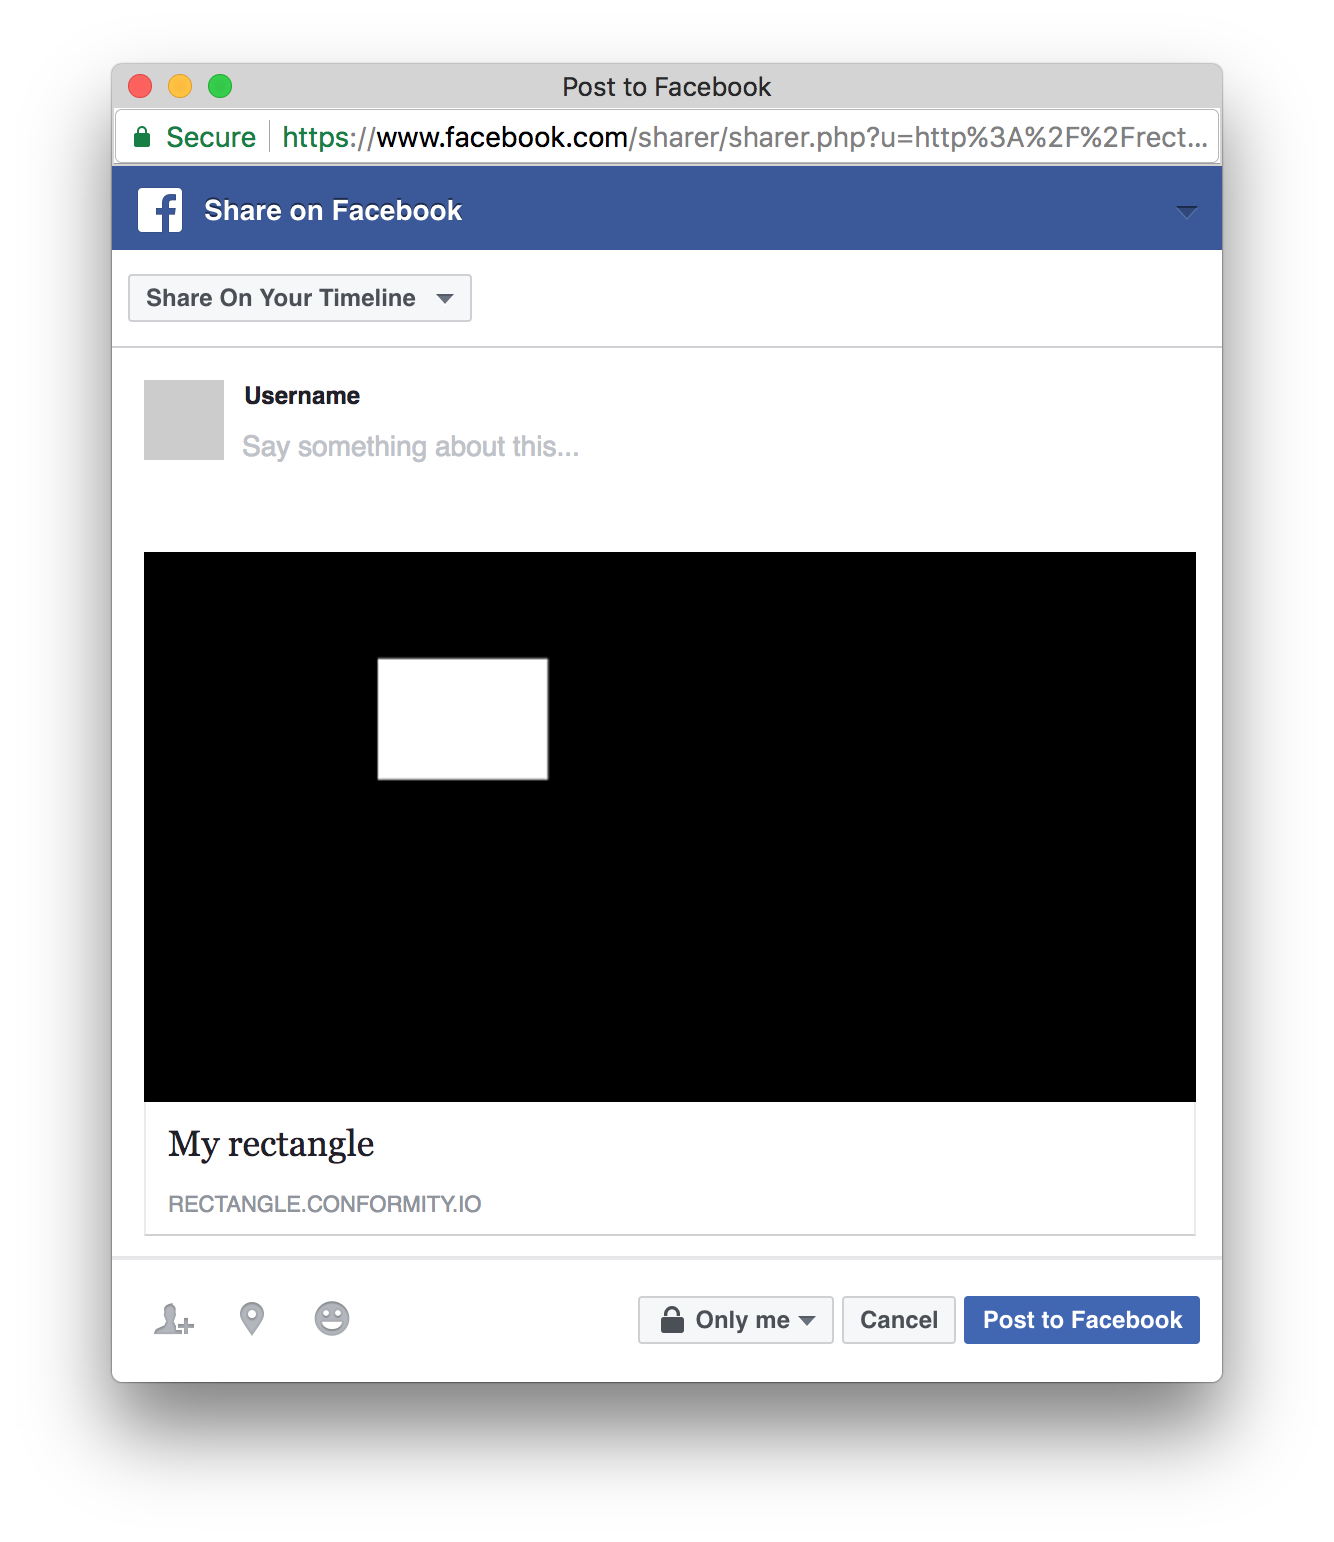 Post to Facebook
Secure https://www.facebook.com/sharer/sharer.php?u=http%3A%2F%2Frect...
Share on Facebook
Share On Your Timeline
Username
Say something about this...
My rectangle
RECTANGLE.CONFORMITY.IO
Only me Cancel Post to Facebook